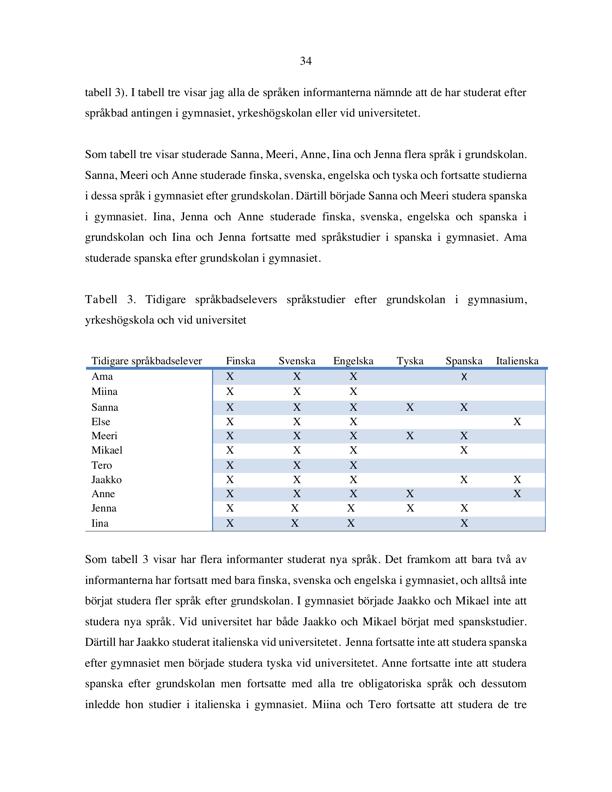 34
tabell 3). I tabell tre visar jag alla de språken informanterna nämnde att de har studerat efter
språkbad antingen i gymnasiet, yrkeshögskolan eller vid universitetet.
Som tabell tre visar studerade Sanna, Meeri, Anne, Iina och Jenna flera språk i grundskolan.
Sanna, Meeri och Anne studerade finska, svenska, engelska och tyska och fortsatte studierna
i dessa språk i gymnasiet efter grundskolan. Därtill började Sanna och Meeri studera spanska
i gymnasiet. Iina, Jenna och Anne studerade finska, svenska, engelska och spanska i
grundskolan och Iina och Jenna fortsatte med språkstudier i spanska i gymnasiet. Ama
studerade spanska efter grundskolan i gymnasiet.
Tabell 3. Tidigare språkbadselevers språkstudier efter grundskolan i gymnasium,
yrkeshögskola och vid universitet
Tidigare språkbadselever Finska Svenska Engelska Tyska Spanska Italienska
Ama X X X X
Miina X X X
Sanna X X X X X
Else X X X X
Meeri X X X X X
Mikael X X X X
Tero X X X
Jaakko X X X X X
Anne X X X X X
Jenna X X X X X
Iina X X X X
Som tabell 3 visar har flera informanter studerat nya språk. Det framkom att bara två av
informanterna har fortsatt med bara finska, svenska och engelska i gymnasiet, och alltså inte
börjat studera fler språk efter grundskolan. I gymnasiet började Jaakko och Mikael inte att
studera nya språk. Vid universitet har både Jaakko och Mikael börjat med spanskstudier.
Därtill har Jaakko studerat italienska vid universitetet. Jenna fortsatte inte att studera spanska
efter gymnasiet men började studera tyska vid universitetet. Anne fortsatte inte att studera
spanska efter grundskolan men fortsatte med alla tre obligatoriska språk och dessutom
inledde hon studier i italienska i gymnasiet. Miina och Tero fortsatte att studera de tre